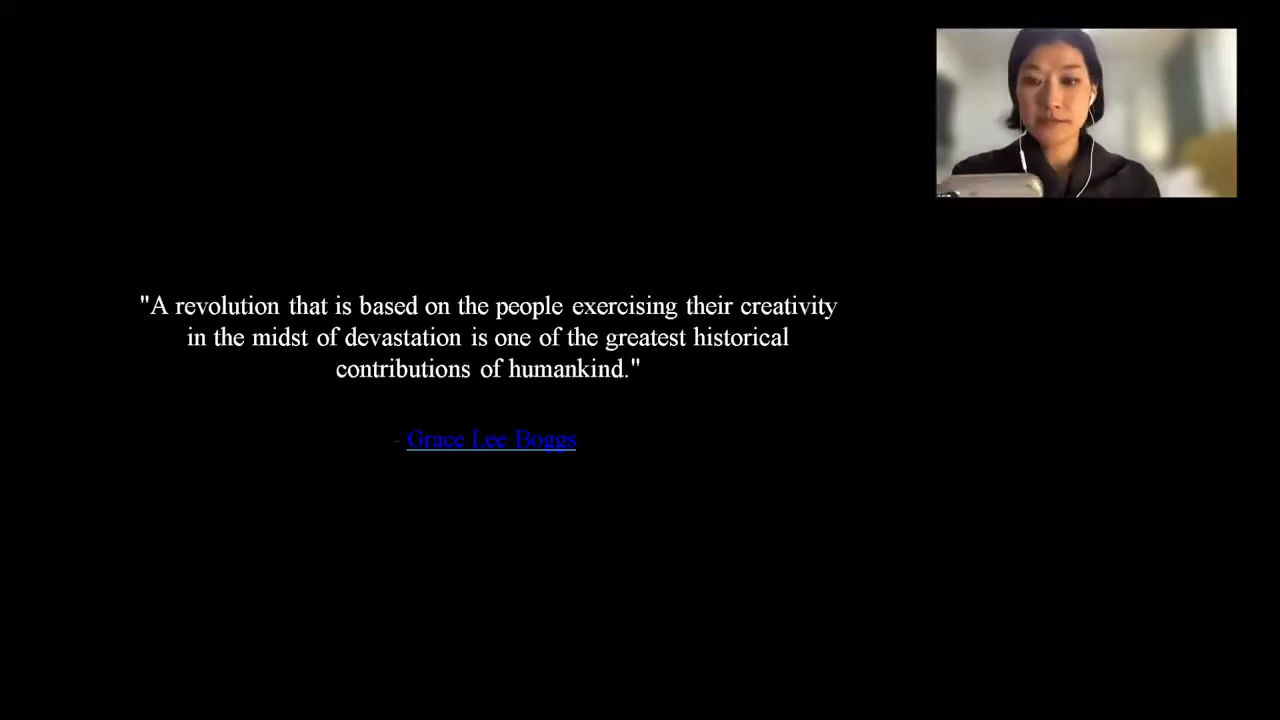 "A revolution that is based on the people exercising their creativity
in the midst of devastation is one of the greatest historical
contributions of humankind."
- Grace Lee Boggs